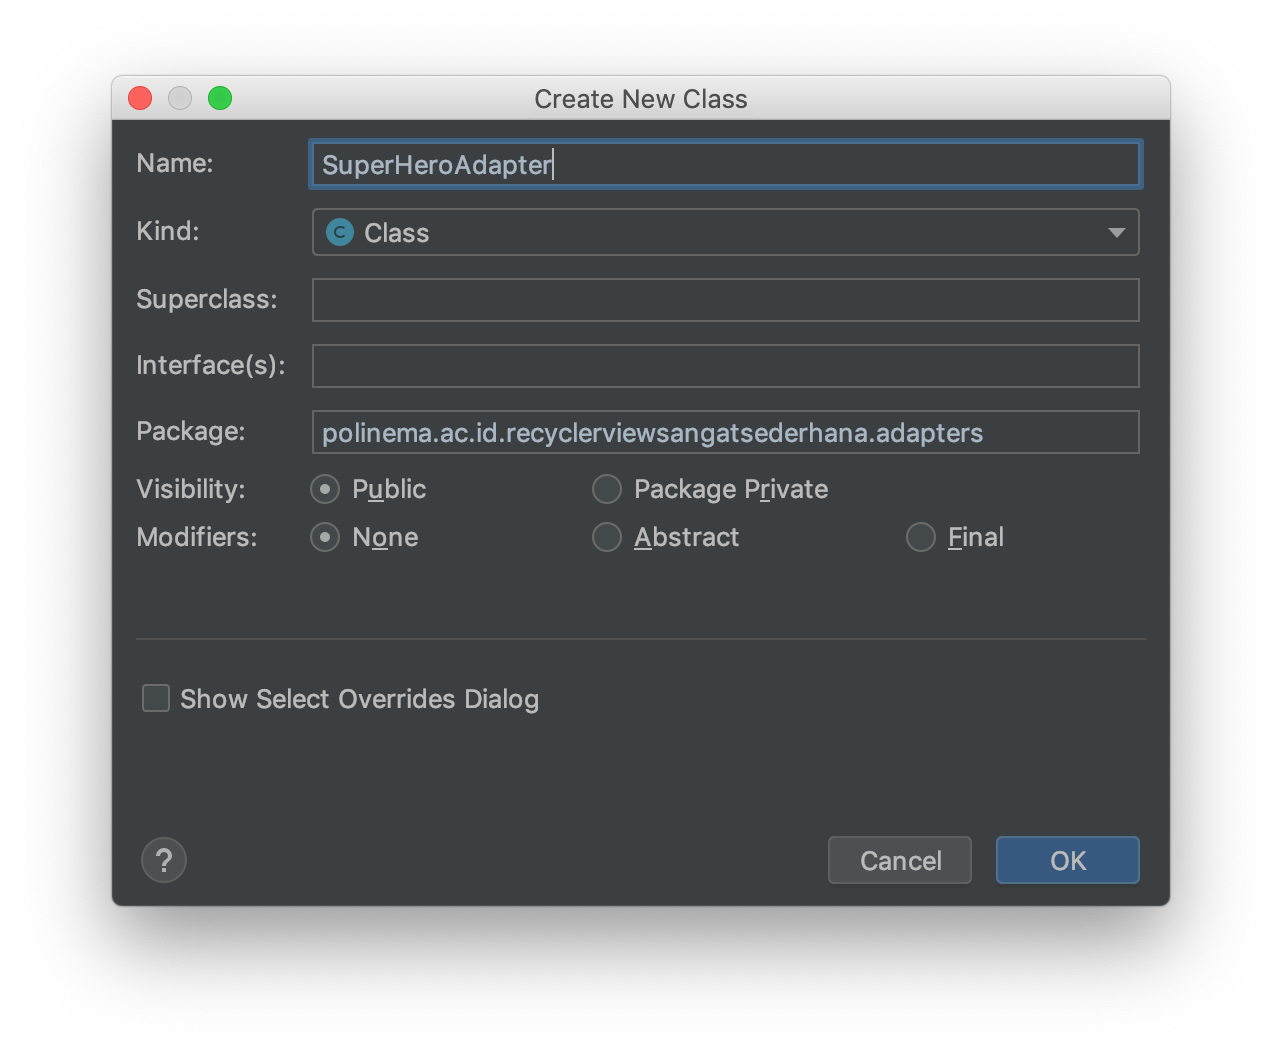 Create New Class
Name: SuperHeroAdapter
Kind: C Class
Superclass:
Interface(s):
Package: polinema.ac.id.recyclerviewsangatsederhana.adapters
Visibility: Public Package Private
Modifiers: None Abstract Final
Show Select Overrides Dialog
? Cancel OK